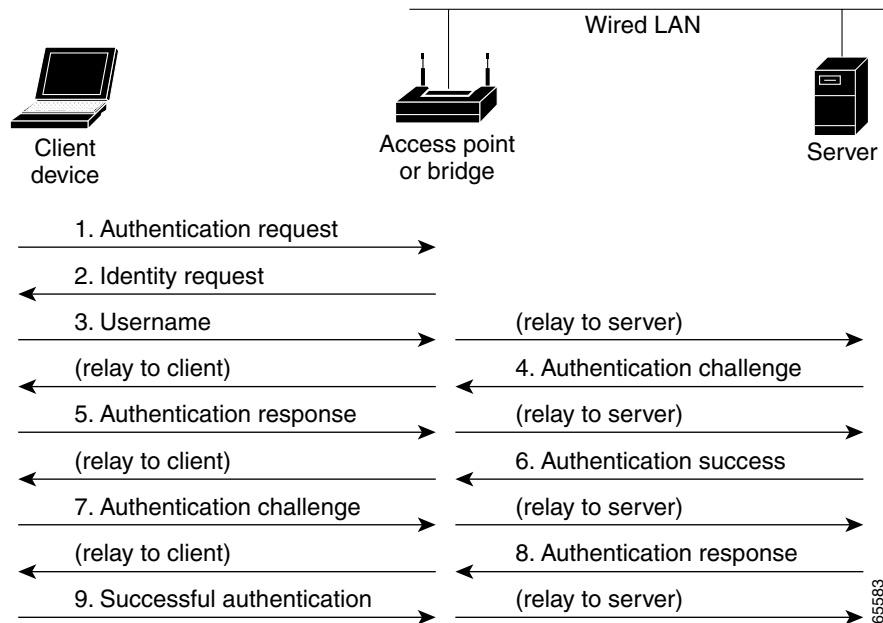 Wired LAN
Client
device
Access point
or bridge
Server
1. Authentication request
2. Identity request
3. Username
(relay to server)
(relay to client)
4. Authentication challenge
5. Authentication response
(relay to server)
(relay to client)
6. Authentication success
7. Authentication challenge
(relay to server)
(relay to client)
8. Authentication response
9. Successful authentication
(relay to server)
65583